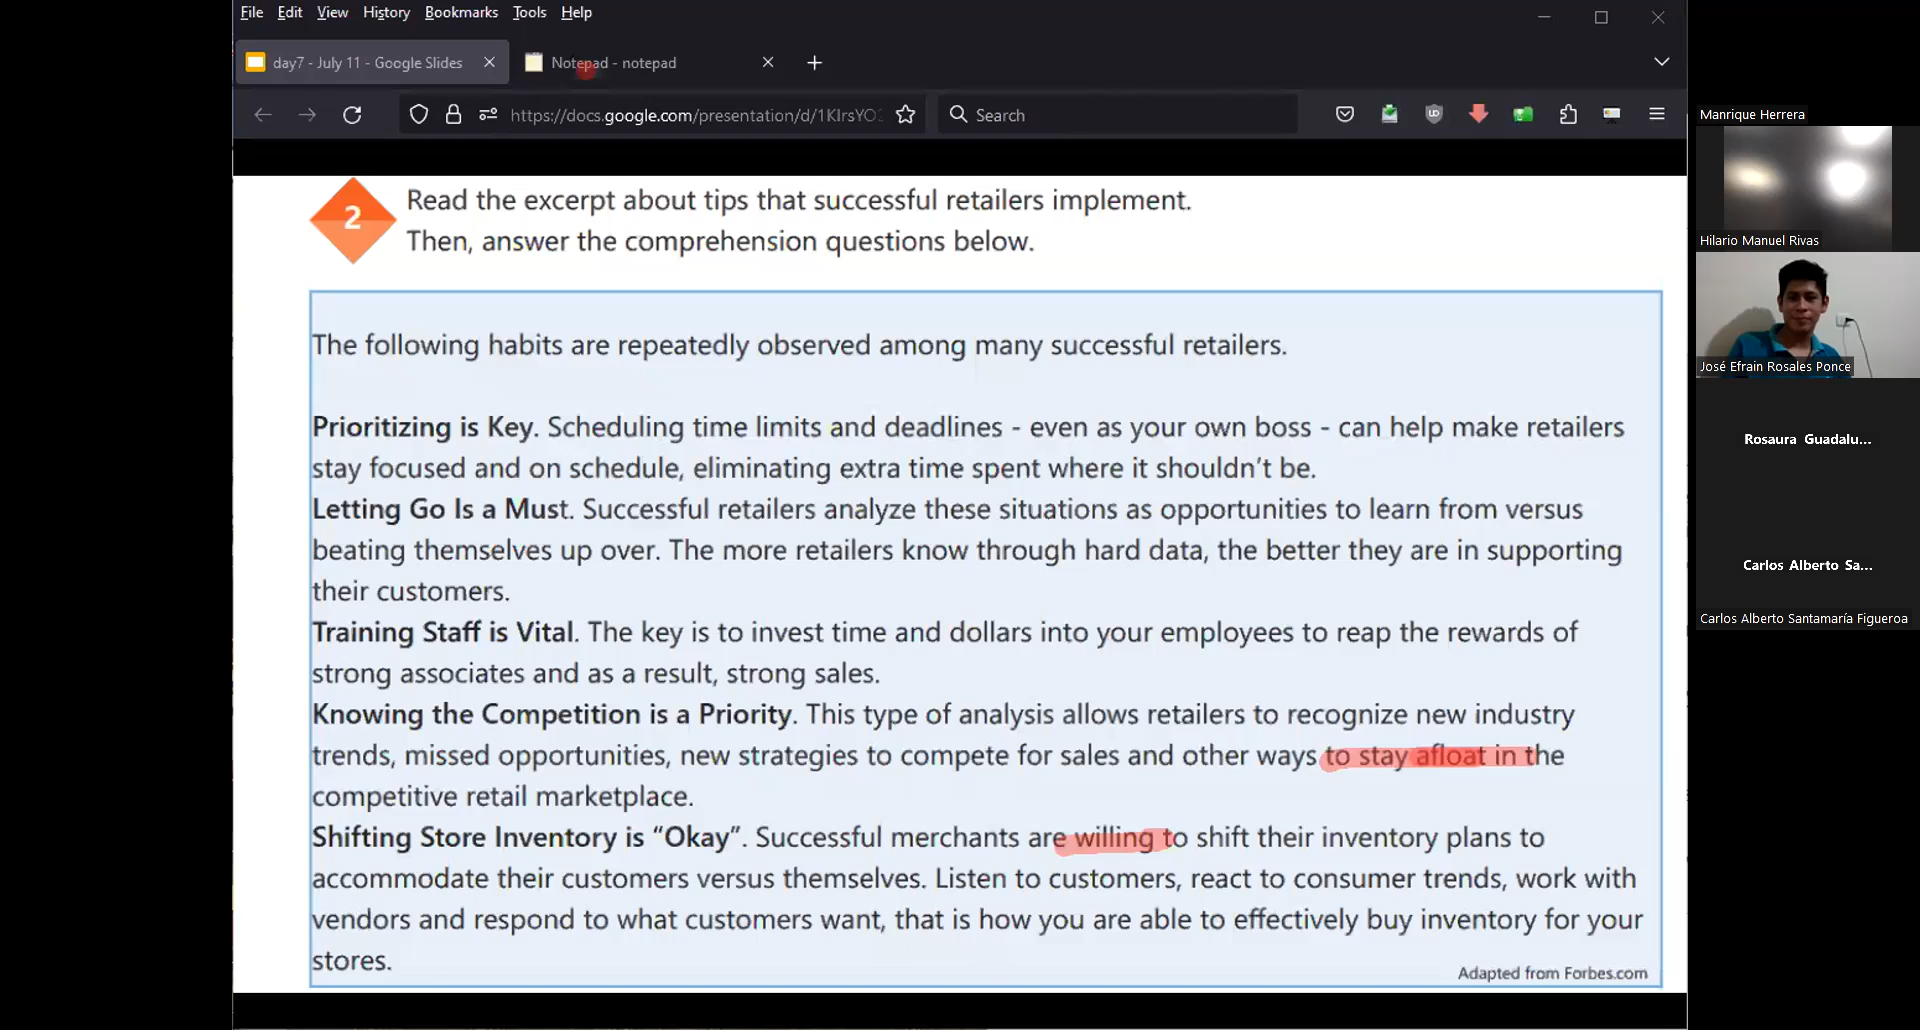 File Edit View History Bookmarks Tools Help
day7 - July 11 - Google Slides
Notepad - notepad
https://docs.google.com/presentation/d/1KIrsYO
Search
2
Read the excerpt about tips that successful retailers implement.
Then, answer the comprehension questions below.
The following habits are repeatedly observed among many successful retailers.
Prioritizing is Key. Scheduling time limits and deadlines - even as your own boss - can help make retailers
stay focused and on schedule, eliminating extra time spent where it shouldn't be.
Letting Go Is a Must. Successful retailers analyze these situations as opportunities to learn from versus
beating themselves up over. The more retailers know through hard data, the better they are in supporting
their customers.
Training Staff is Vital. The key is to invest time and dollars into your employees to reap the rewards of
strong associates and as a result, strong sales.
Knowing the Competition is a Priority. This type of analysis allows retailers to recognize new industry
trends, missed opportunities, new strategies to compete for sales and other ways to stay afloat in the
competitive retail marketplace.
Shifting Store Inventory is “Okay”. Successful merchants are willing to shift their inventory plans to
accommodate their customers versus themselves. Listen to customers, react to consumer trends, work with
vendors and respond to what customers want, that is how you are able to effectively buy inventory for your
stores.
Adapted from Forbes.com
Manrique Herrera
Hilario Manuel Rivas
José Efrain Rosales Ponce
Rosaura Guadalu...
Carlos Alberto Sa...
Carlos Alberto Santamaría Figueroa